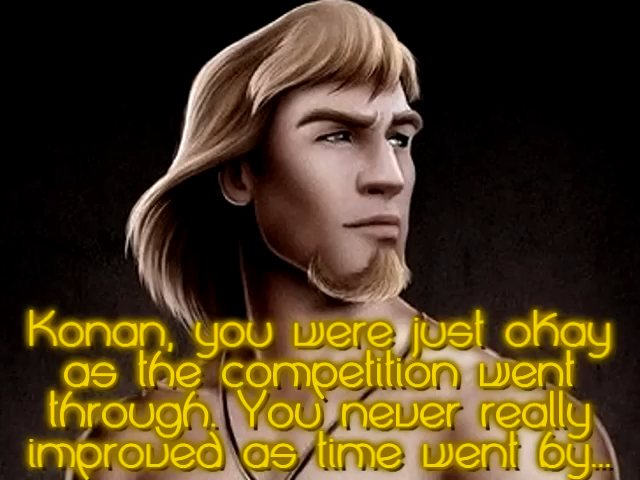 Konan, you were just okay
as the competition went
through. You never really
improved as time went by...